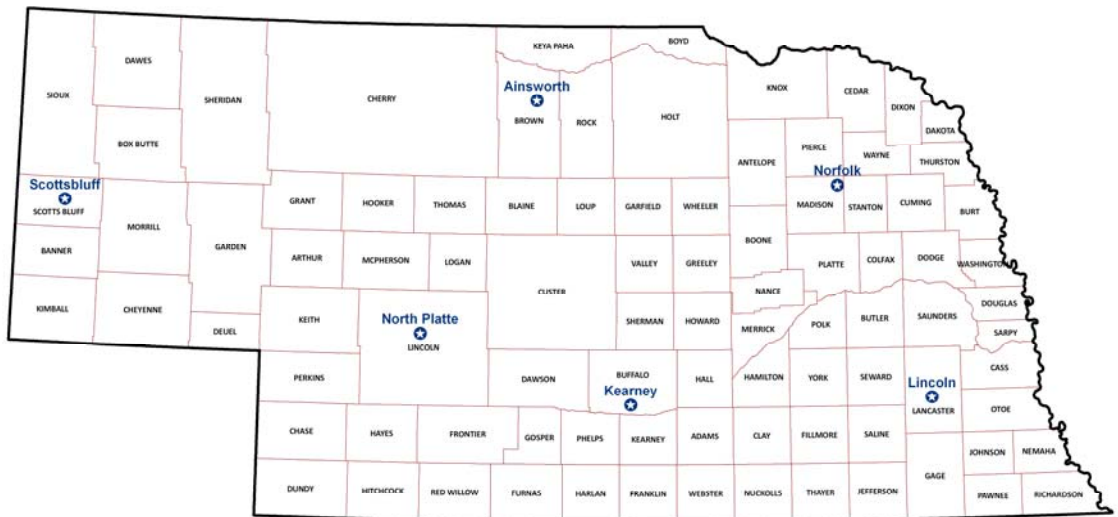 BOYD
KEYA PAHA
DAWES
CHERRY
KNOX
CEDAR
SIOUX
SHERIDAN
Ainsworth
BROWN
ROCK
HOLT
DIXON
DAKOTA
BOX BUTTE
ANTELOPE
PIERCE
WAYNE
THURSTON
Scottsbluff
SCOTTS BLUFF
Norfolk
MADISON
STANTON
CUMING
BURT
GRANT
HOOKER
THOMAS
BLAINE
LOUP
GARFIELD
WHEELER
MORRILL
BANNER
GARDEN
ARTHUR
MCPHERSON
LOGAN
VALLEY
GREELEY
BOONE
PLATTE
COLFAX
DODGE
WASHINGTON
CUSTER
NANCE
KIMBALL
CHEYENNE
DEUEL
KEITH
North Platte
LINCOLN
SHERMAN
HOWARD
MERRICK
POLK
BUTLER
SAUNDERS
DOUGLAS
SARPY
PERKINS
DAWSON
BUFFALO
Kearney
HALL
HAMILTON
YORK
SEWARD
Lincoln
LANCASTER
CASS
OTOE
CHASE
HAYES
FRONTIER
GOSPER
PHELPS
KEARNEY
ADAMS
CLAY
FILLMORE
SALINE
JOHNSON
NEMAHA
GAGE
DUNDY
HITCHCOCK
RED WILLOW
FURNAS
HARLAN
FRANKLIN
WEBSTER
NUCKOLLS
THAYER
JEFFERSON
PAWNEE
RICHARDSON